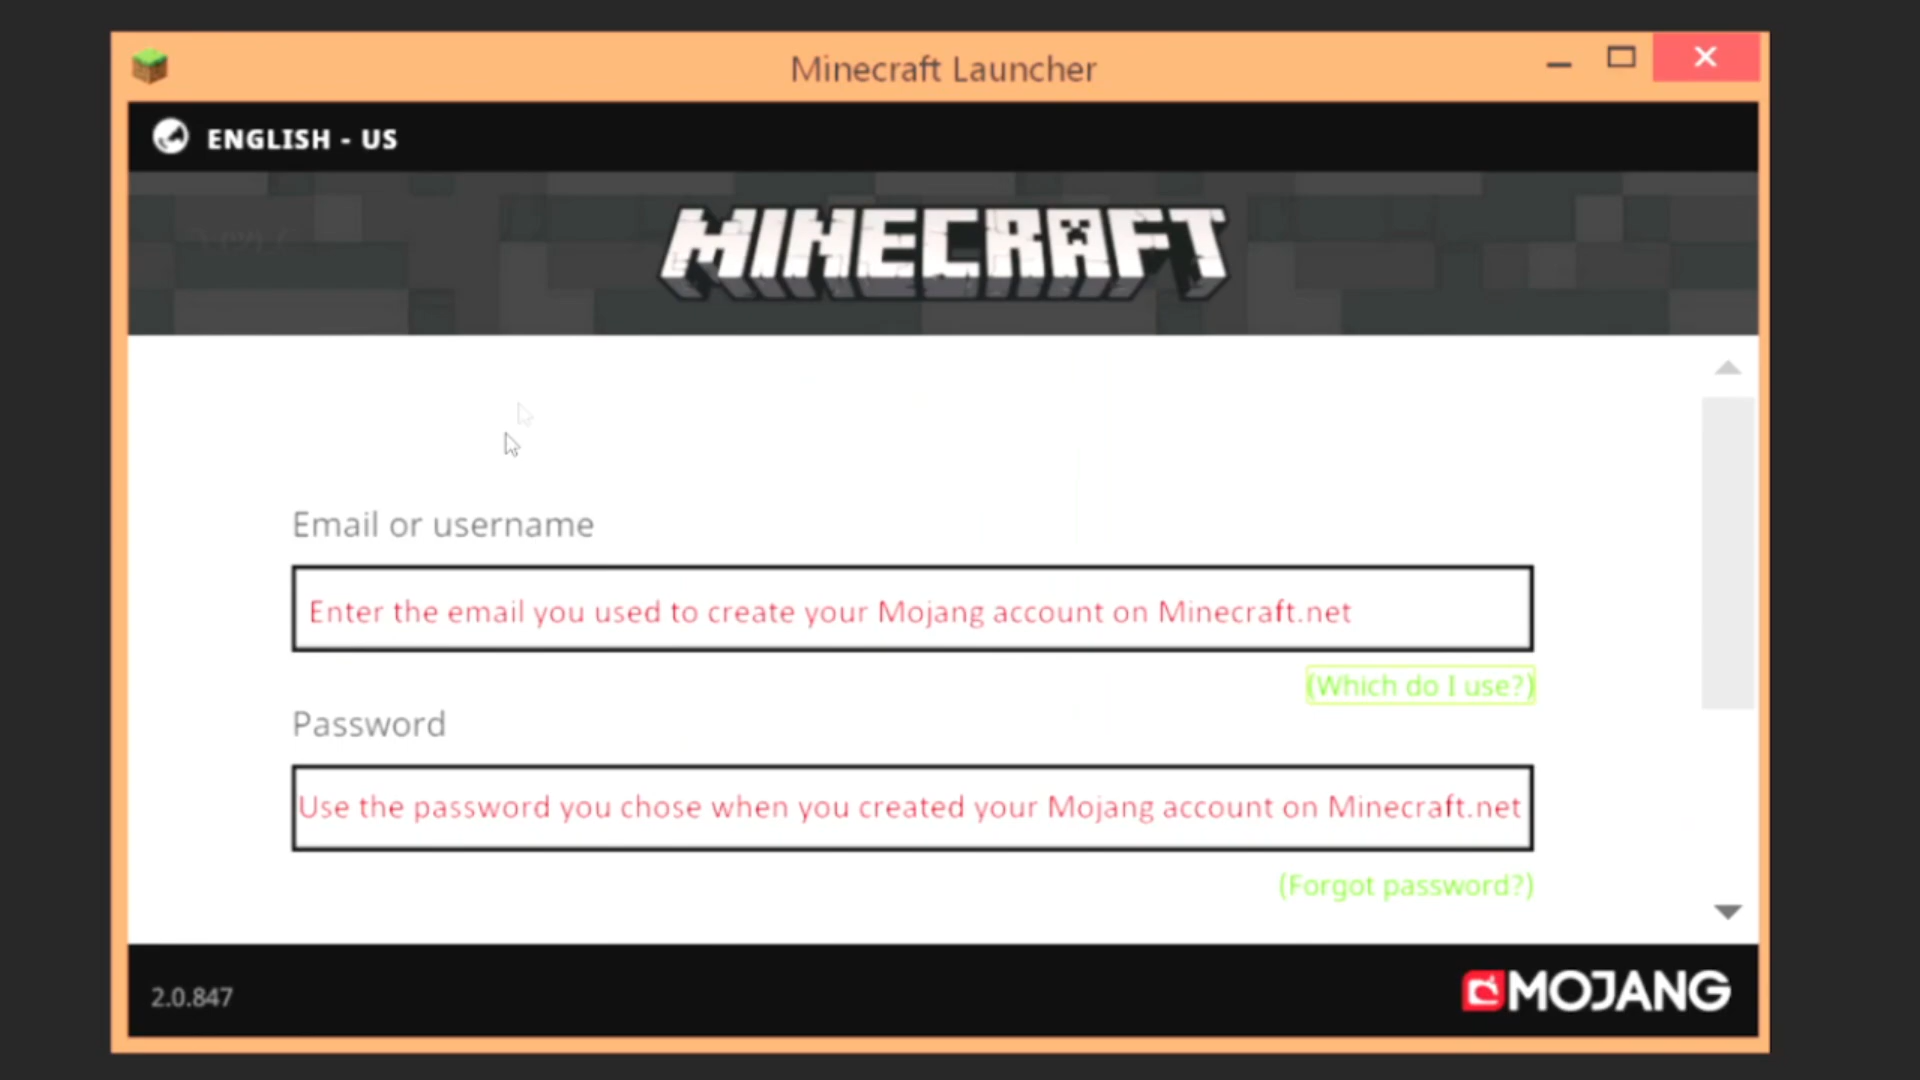 Minecraft Launcher
ENGLISH - US
MINECRAFT
Email or username
Enter the email you used to create your Mojang account on Minecraft.net
(Which do I use?)
Password
Use the password you chose when you created your Mojang account on Minecraft.net
(Forgot password?)
2.0.847
MOJANG